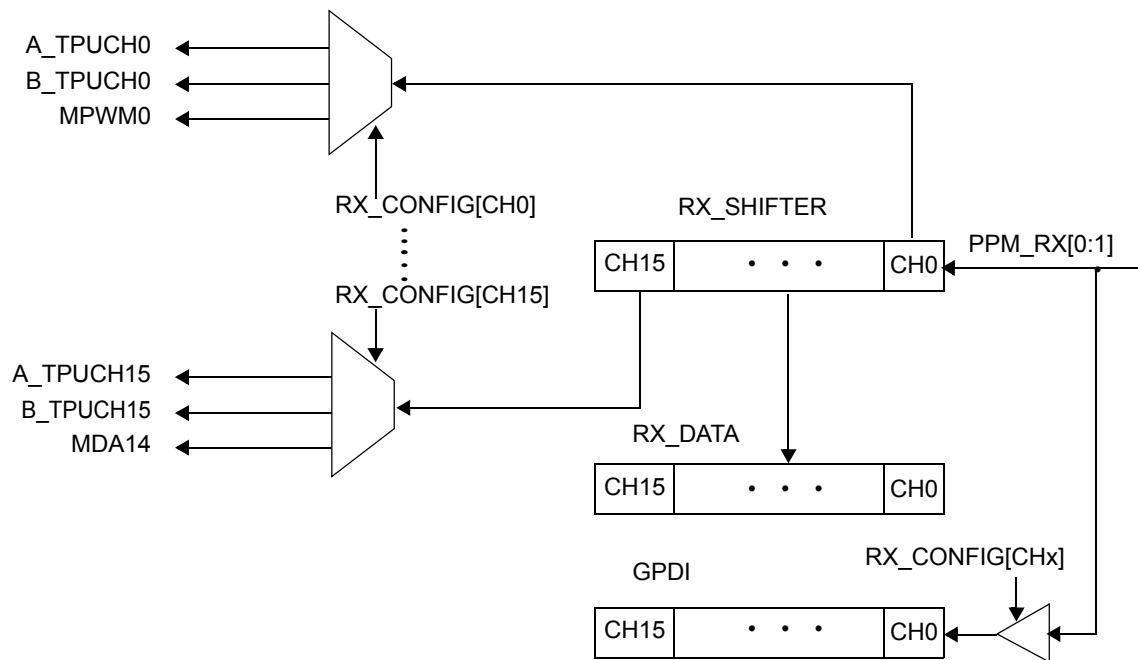 A_TPUCH0
B_TPUCH0
MPWM0
RX_CONFIG[CH0]
RX_SHIFTER
PPM_RX[0:1]
CH15 • • • CH0
RX_CONFIG[CH15]
A_TPUCH15
B_TPUCH15
MDA14
RX_DATA
CH15 • • • CH0
RX_CONFIG[CHx]
GPDI
CH15 • • • CH0